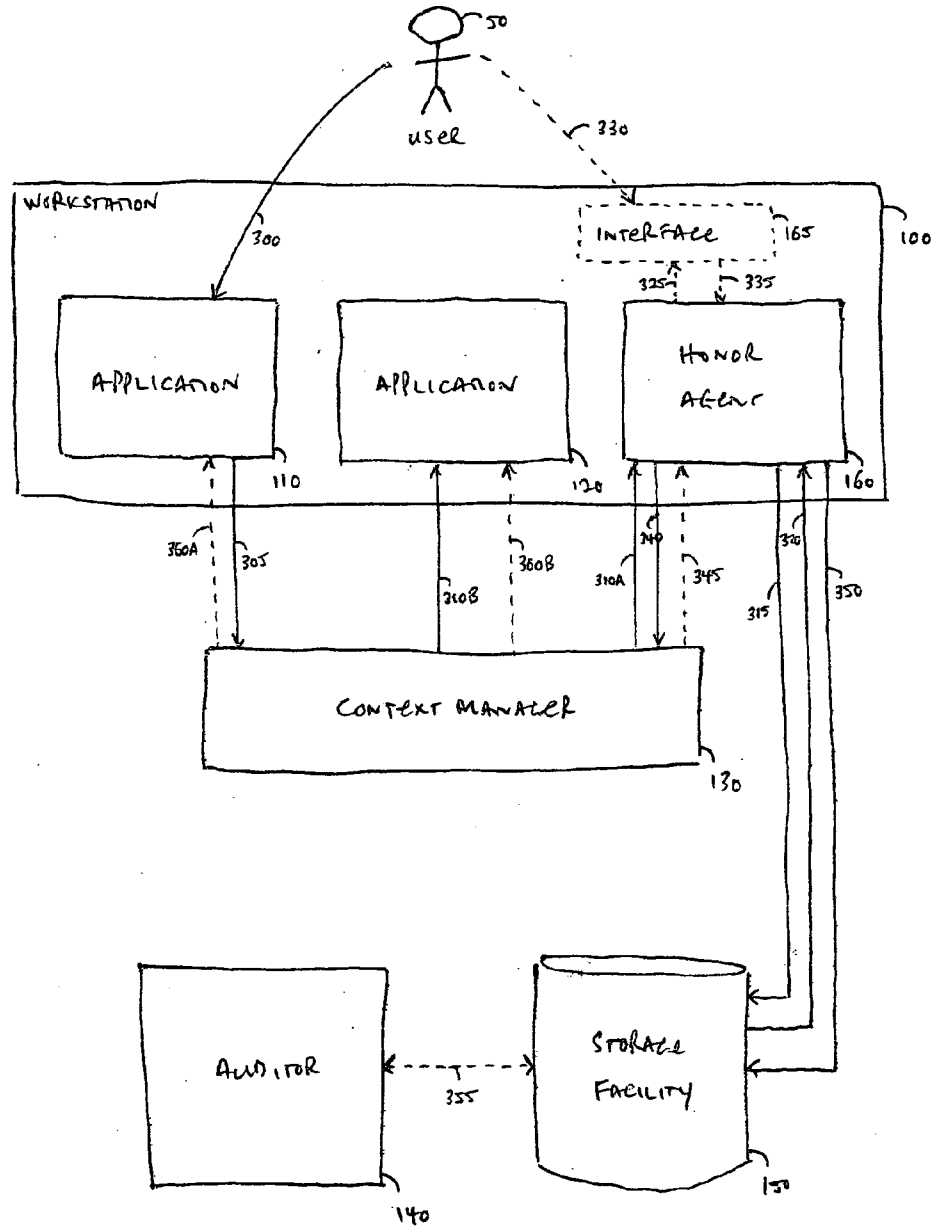 50
USER
330
WORKSTATION
300
INTERFACE
165
100
325
335
APPLICATION
APPLICATION
HONOR
AGENT
110
120
160
360A
305
310B
360B
310A
340
345
315
320
350
CONTEXT MANAGER
130
AUDITOR
355
STORAGE
FACILITY
140
150